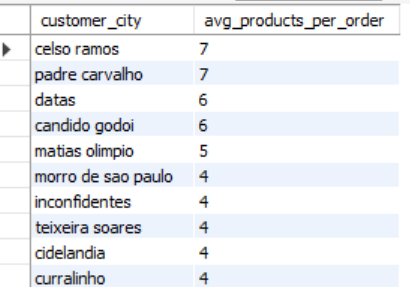 customer_city avg_products_per_order
celso ramos 7
padre carvalho 7
datas 6
candido godoi 6
matias olimpio 5
morro de sao paulo 4
inconfidentes 4
teixeira soares 4
cidelandia 4
curralinho 4